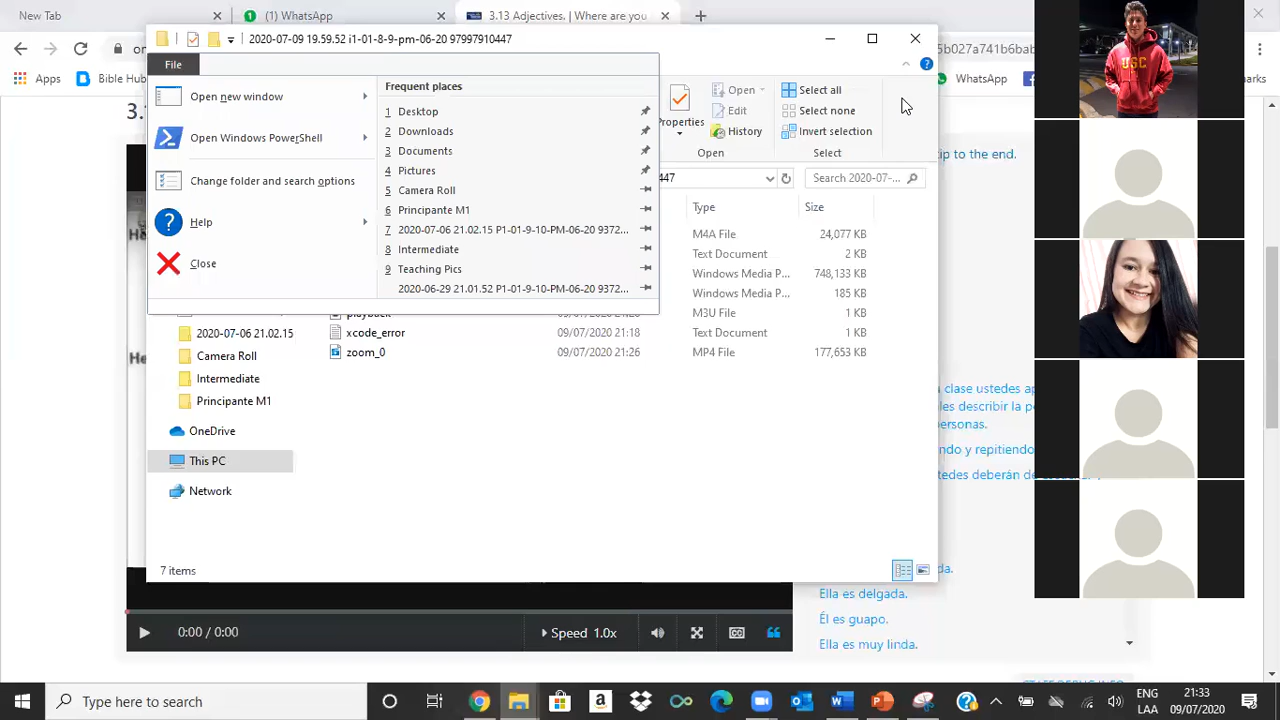 New Tab
(1) WhatsApp
3.13 Adjectives. | Where are you
2020-07-09 19.59.52 i1-01-8-9-pm-06-20 97997910447
5b027a741b6bab
Apps
Bible Hub
WhatsApp
File
Frequent places
Open new window
Open Windows PowerShell
Change folder and search options
Help
Close
1 Desktop
2 Downloads
3 Documents
4 Pictures
5 Camera Roll
6 Principante M1
7 2020-07-06 21.02.15 P1-01-9-10-PM-06-20 9372...
8 Intermediate
9 Teaching Pics
2020-06-29 21.01.52 P1-01-9-10-PM-06-20 9372...
Properties
Open
Edit
History
Open
Select all
Select none
Invert selection
Select
3.
zip to the end.
447
Search 2020-07-...
Type
Size
M4A File 24,077 KB
Text Document 2 KB
Windows Media P... 748,133 KB
Windows Media P... 185 KB
M3U File 1 KB
xcode_error 09/07/2020 21:18 Text Document 1 KB
zoom_0 09/07/2020 21:26 MP4 File 177,653 KB
2020-07-06 21.02.15
Camera Roll
Intermediate
Principante M1
OneDrive
This PC
Network
7 items
USC
Ho
He
clase ustedes ap
les describir la pe
ersonas.
ndo y repitiendo
da.
Ella es delgada.
Él es guapo.
Ella es muy linda.
0:00 / 0:00
Speed 1.0x
Type here to search
ENG
LAA
21:33
09/07/2020